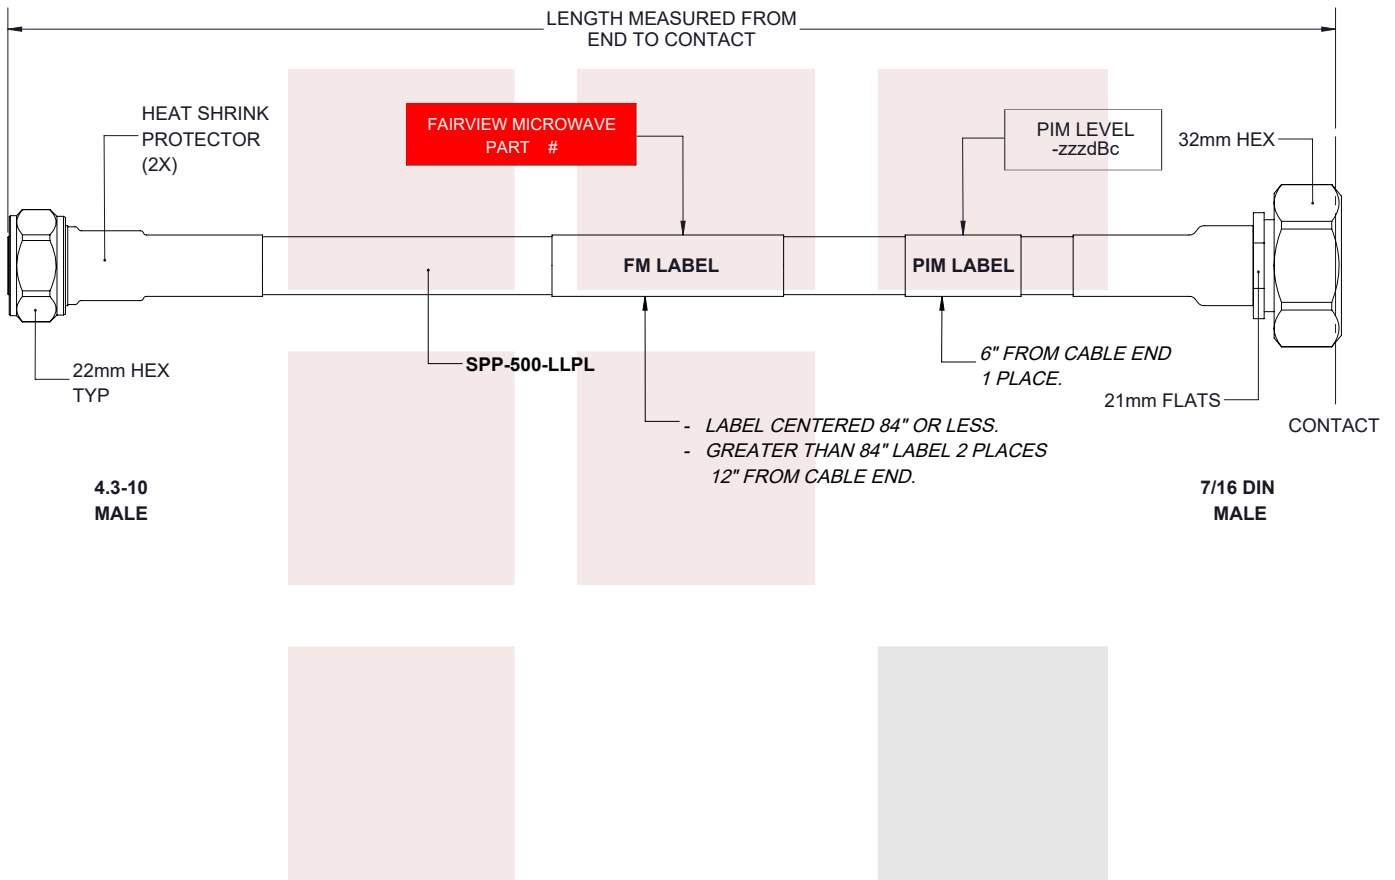 LENGTH MEASURED FROM
END TO CONTACT
HEAT SHRINK
PROTECTOR
(2X)
FAIRVIEW MICROWAVE
PART #
PIM LEVEL
-zzzdBc
32mm HEX
FM LABEL
PIM LABEL
22mm HEX
TYP
SPP-500-LLPL
6" FROM CABLE END
1 PLACE.
21mm FLATS
CONTACT
- LABEL CENTERED 84" OR LESS.
- GREATER THAN 84" LABEL 2 PLACES
12" FROM CABLE END.
4.3-10
MALE
7/16 DIN
MALE